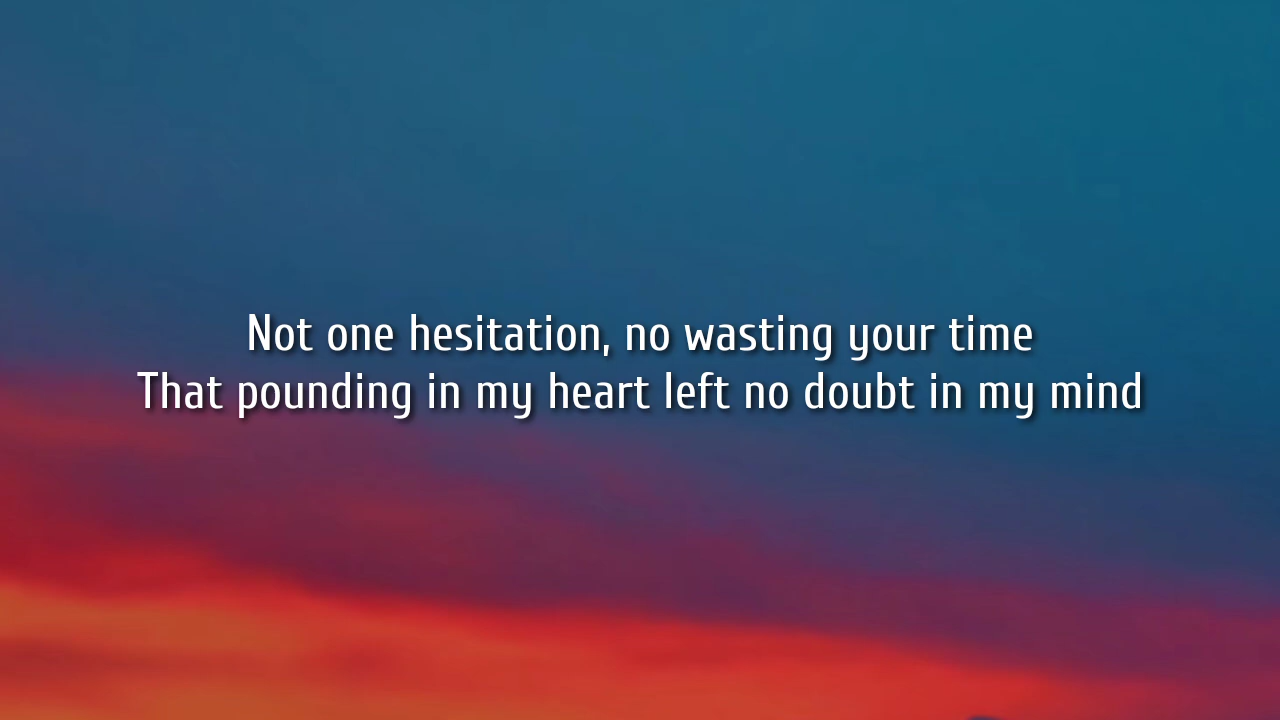 Not one hesitation, no wasting your time
That pounding in my heart left no doubt in my mind